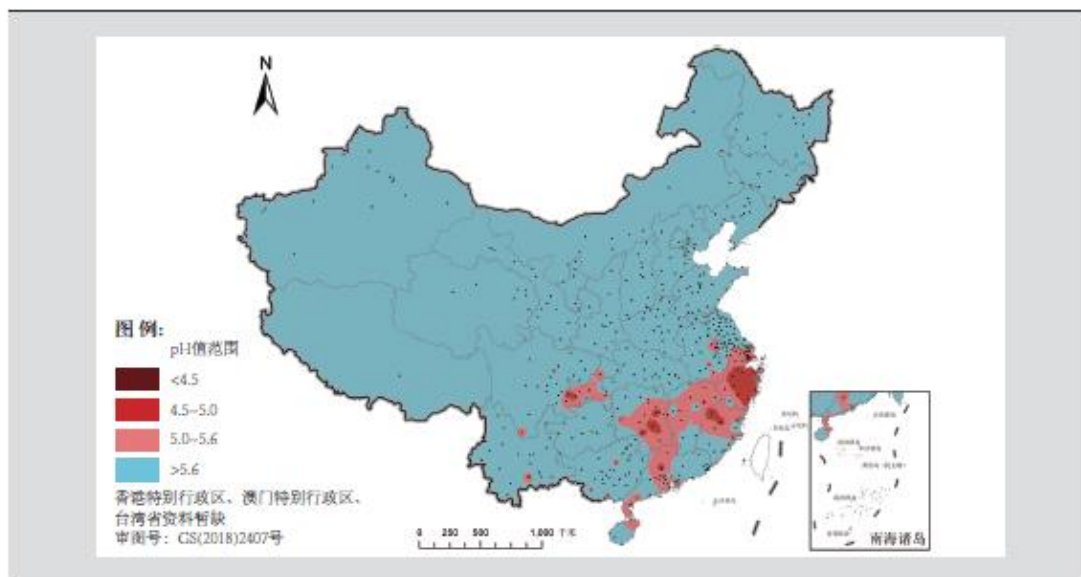 N
图 例:
pH值范围
<4.5
4.5~5.0
5.0~5.6
>5.6
香港特别行政区、澳门特别行政区、
台湾省资料暂缺
审图号: GS(2018)2407号
0 250 500 1,000 千米
南海诸岛